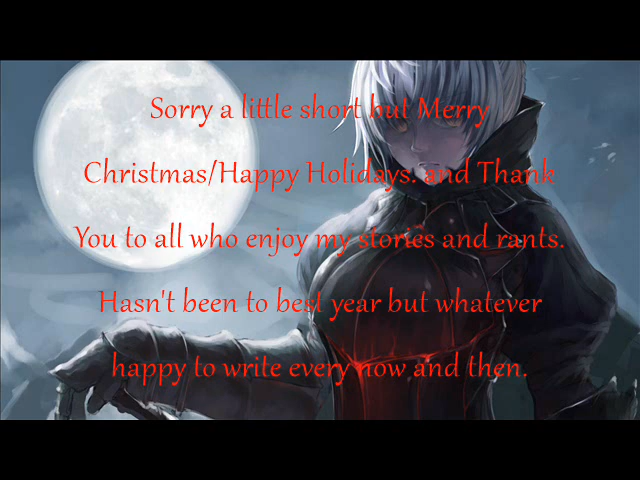 Sorry a little short but Merry
Christmas/Happy Holidays. and Thank
You to all who enjoy my stories and rants.
Hasn't been to best year but whatever
happy to write every now and then.